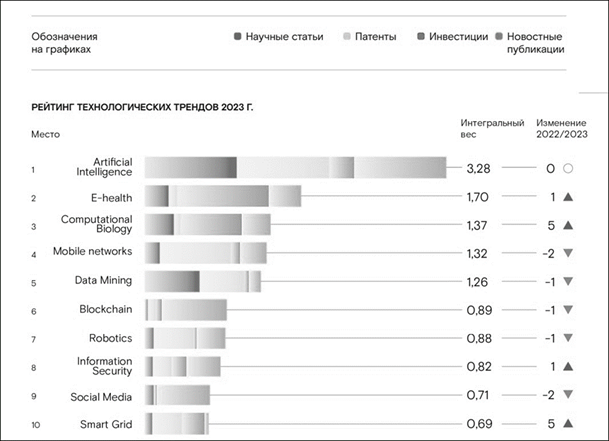 Обозначения
на графиках
Научные статьи
Патенты
Инвестиции
Новостные
публикации
РЕЙТИНГ ТЕХНОЛОГИЧЕСКИХ ТРЕНДОВ 2023 Г.
Место
Интегральный
вес
Изменение
2022/2023
1 Artificial
Intelligence 3,28 0
2 E-health 1,70 1
3 Computational
Biology 1,37 5
4 Mobile networks 1,32 -2
5 Data Mining 1,26 -1
6 Blockchain 0,89 -1
7 Robotics 0,88 -1
8 Information
Security 0,82 1
9 Social Media 0,71 -2
10 Smart Grid 0,69 5